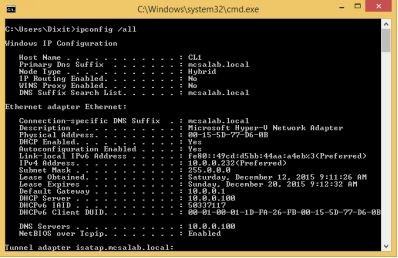 C:\Windows\system32\cmd.exe
C:\Users\Dixit>ipconfig /all
Windows IP Configuration
Host Name . . . . . . . . . . . . : CL1
Primary Dns Suffix . . . . . . . : mcsalab.local
Node Type . . . . . . . . . . . . : Hybrid
IP Routing Enabled. . . . . . . . : No
WINS Proxy Enabled. . . . . . . . : No
DNS Suffix Search List. . . . . . : mcsalab.local
Ethernet adapter Ethernet:
Connection-specific DNS Suffix . : mcsalab.local
Description . . . . . . . . . . . : Microsoft Hyper-V Network Adapter
Physical Address. . . . . . . . . : 00-15-5D-77-D6-0B
DHCP Enabled. . . . . . . . . . . : Yes
Autoconfiguration Enabled . . . . : Yes
Link-local IPv6 Address . . . . . : fe80::49cd:d5bb:44aa:a4eb%3(Preferred)
IPv4 Address. . . . . . . . . . . : 10.0.0.232(Preferred)
Subnet Mask . . . . . . . . . . . : 255.0.0.0
Lease Obtained. . . . . . . . . . : Saturday, December 12, 2015 9:11:26 AM
Lease Expires . . . . . . . . . . : Sunday, December 20, 2015 9:12:32 AM
Default Gateway . . . . . . . . . : 10.0.0.1
DHCP Server . . . . . . . . . . . : 10.0.0.100
DHCPv6 IAID . . . . . . . . . . . : 50337117
DHCPv6 Client DUID. . . . . . . . : 00-01-00-01-1D-FA-26-FB-00-15-5D-77-D6-0B
DNS Servers . . . . . . . . . . . : 10.0.0.100
NetBIOS over Tcpip. . . . . . . . : Enabled
Tunnel adapter isatap.mcsalab.local: